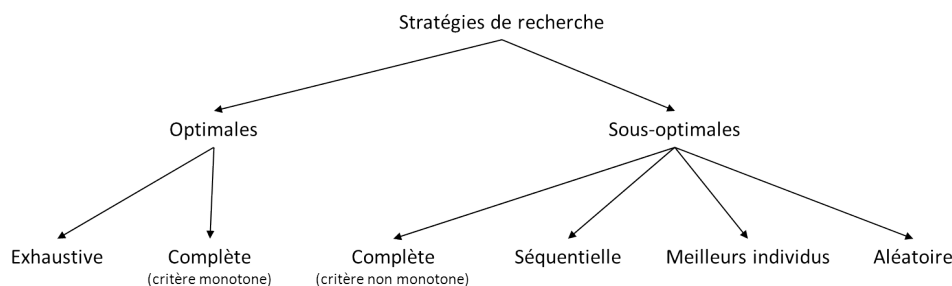 Stratégies de recherche
Optimales
Sous-optimales
Exhaustive
Complète
(critère monotone)
Complète
(critère non monotone)
Séquentielle
Meilleurs individus
Aléatoire